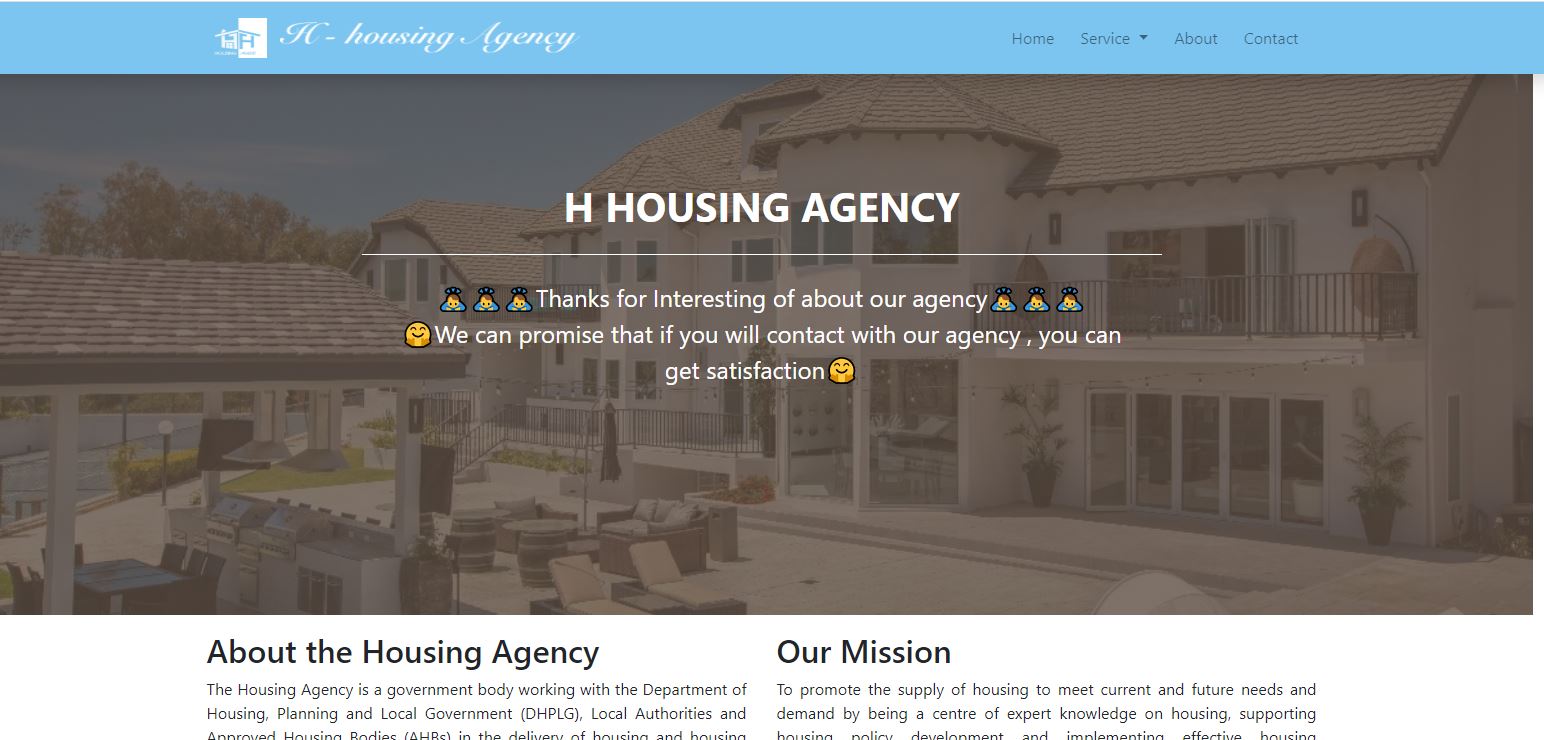 H - housing Agency
Home Service About Contact
H HOUSING AGENCY
🙇🙇🙇Thanks for Interesting of about our agency🙇🙇🙇
🤗We can promise that if you will contact with our agency , you can
get satisfaction🤗
About the Housing Agency
The Housing Agency is a government body working with the Department of
Housing, Planning and Local Government (DHPLG), Local Authorities and
Approved Housing Bodies (AHBs) in the delivery of housing and housing
Our Mission
To promote the supply of housing to meet current and future needs and
demand by being a centre of expert knowledge on housing, supporting
housing policy development and implementing effective housing